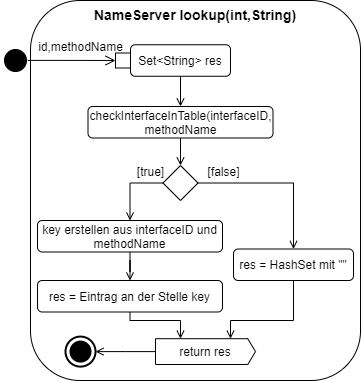 NameServer lookup(int,String)
id,methodName
Set<String> res
checkInterfaceInTable(interfaceID,
methodName
[true]
[false]
key erstellen aus interfaceID und
methodName
res = HashSet mit ""
res = Eintrag an der Stelle key
return res